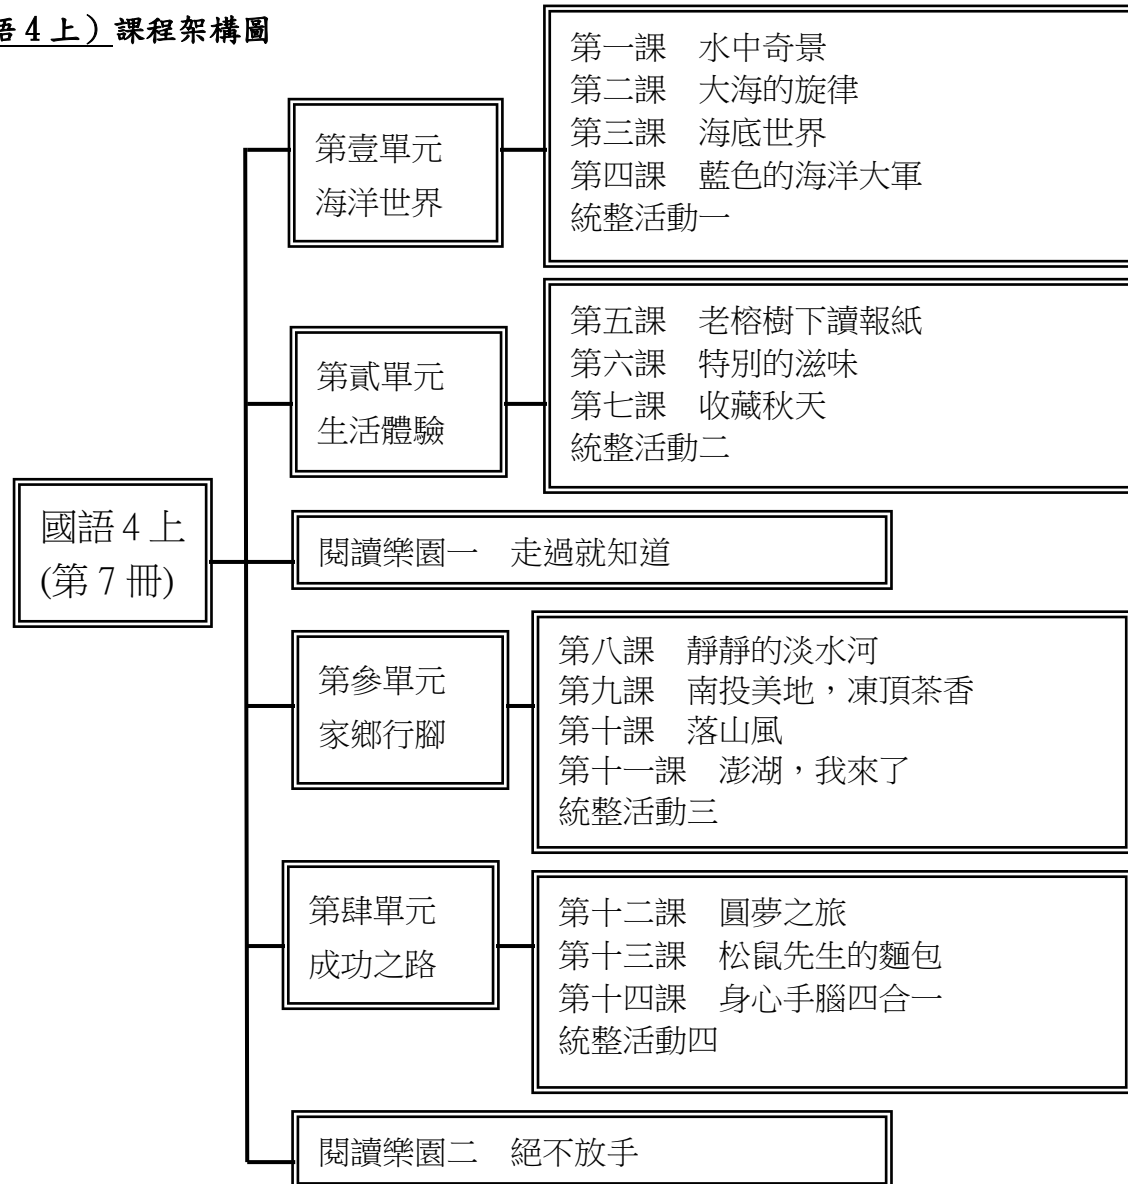 語 4 上）課程架構圖
國語 4 上
(第 7 冊)
第壹單元
海洋世界
第一課　水中奇景
第二課　大海的旋律
第三課　海底世界
第四課　藍色的海洋大軍
統整活動一
第貳單元
生活體驗
第五課　老榕樹下讀報紙
第六課　特別的滋味
第七課　收藏秋天
統整活動二
閱讀樂園一　走過就知道
第參單元
家鄉行腳
第八課　靜靜的淡水河
第九課　南投美地，凍頂茶香
第十課　落山風
第十一課　澎湖，我來了
統整活動三
第肆單元
成功之路
第十二課　圓夢之旅
第十三課　松鼠先生的麵包
第十四課　身心手腦四合一
統整活動四
閱讀樂園二　絕不放手